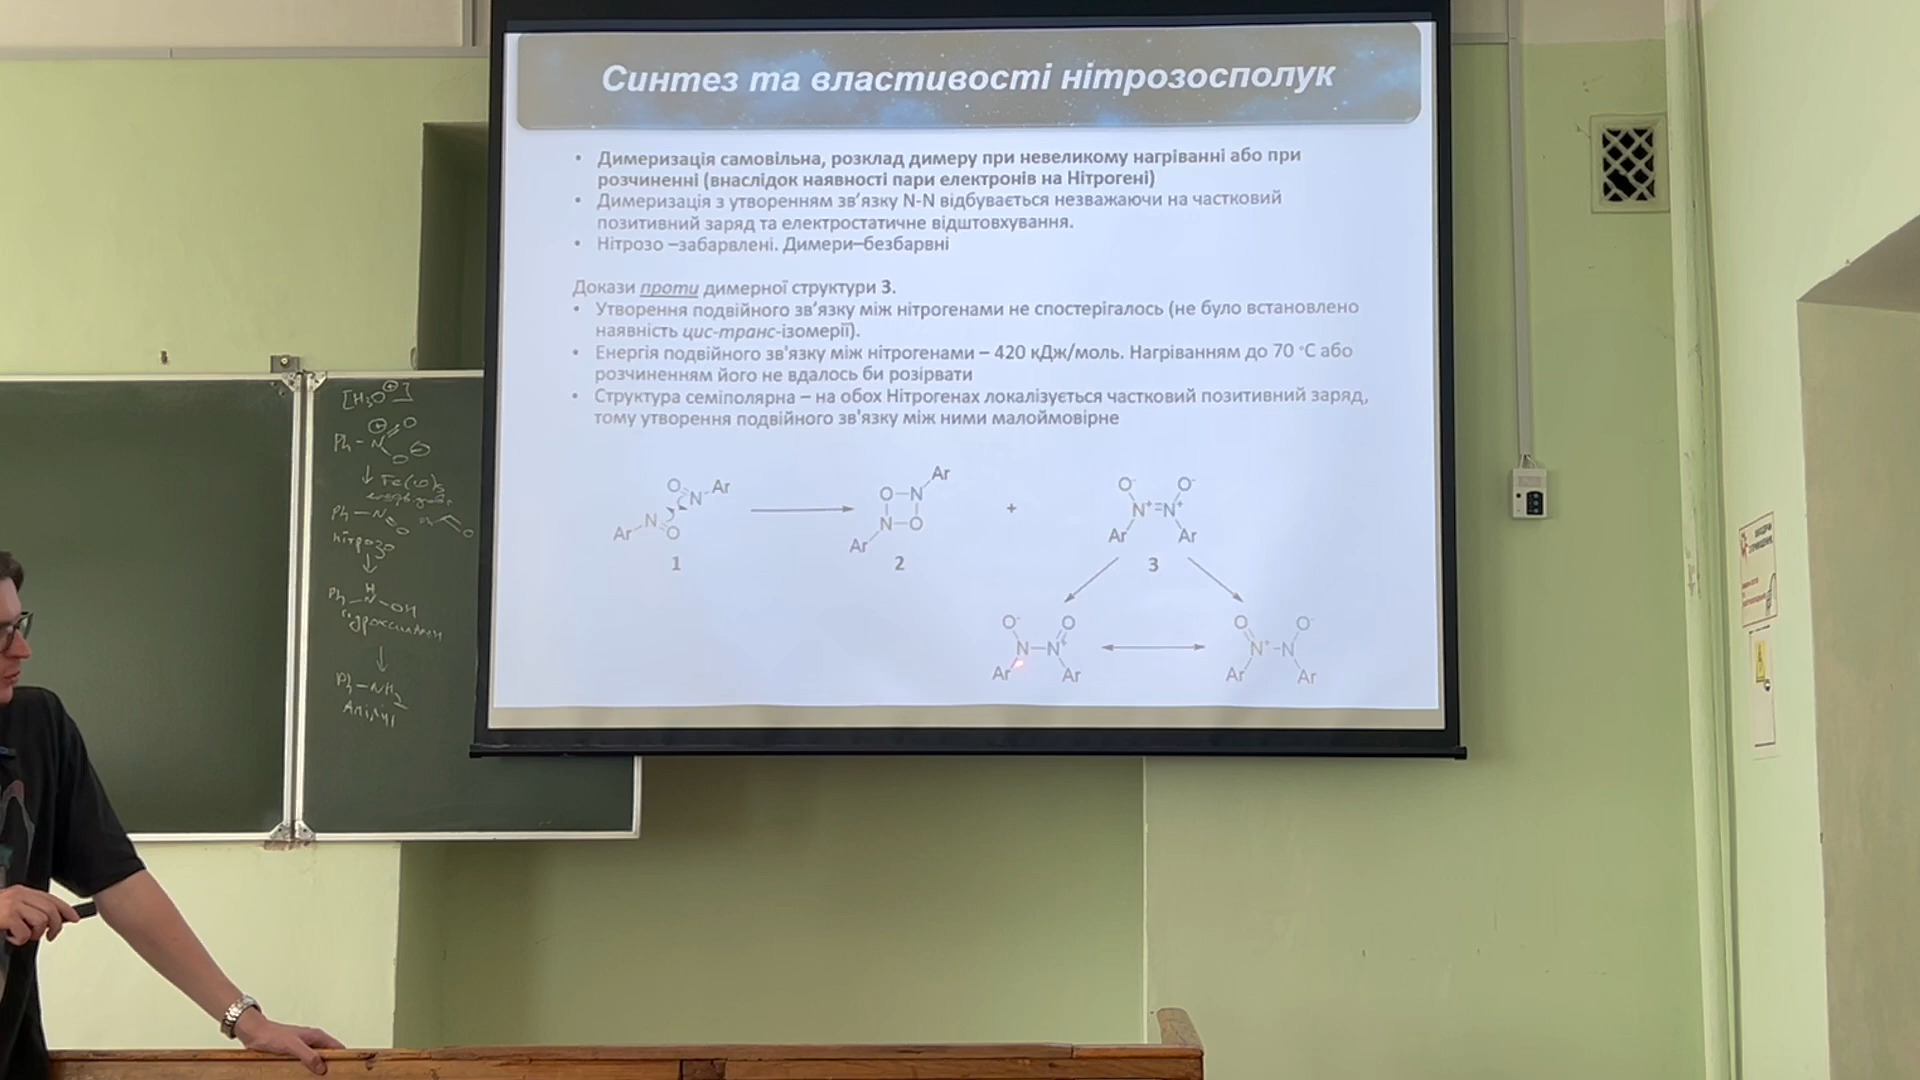 Синтез та властивості нітрозосполук
• Димеризація самовільна, розклад димеру при невеликому нагріванні або при
розчиненні (внаслідок наявності пари електронів на Нітрогені)
• Димеризація з утворенням зв’язку N-N відбувається незважаючи на частковий
позитивний заряд та електростатичне відштовхування.
• Нітрозо –забарвлені. Димери–безбарвні
Докази проти димерної структури 3.
• Утворення подвійного зв’язку між нітрогенами не спостерігалось (не було встановлено
наявність цис-транс-ізомерії).
• Енергія подвійного зв'язку між нітрогенами – 420 кДж/моль. Нагріванням до 70 °C або
розчиненням його не вдалось би розірвати
• Структура семіполярна – на обох Нітрогенах локалізується частковий позитивний заряд,
тому утворення подвійного зв'язку між ними малоймовірне
O N Ar
Ar N O
1
Ar
O–N
N–O
Ar
2
+
O⁻ O⁻
N⁺=N⁺
Ar Ar
3
O⁻ O
N–N⁺
Ar Ar
O O⁻
N⁺–N
Ar Ar
[H₃O⊕]
Ph–N⊕ O
O⊖
↓ Fe(CO)₅
Ph–N O
нітрозо
Ph–N–OH
H
Ph–NH₂
Анілін